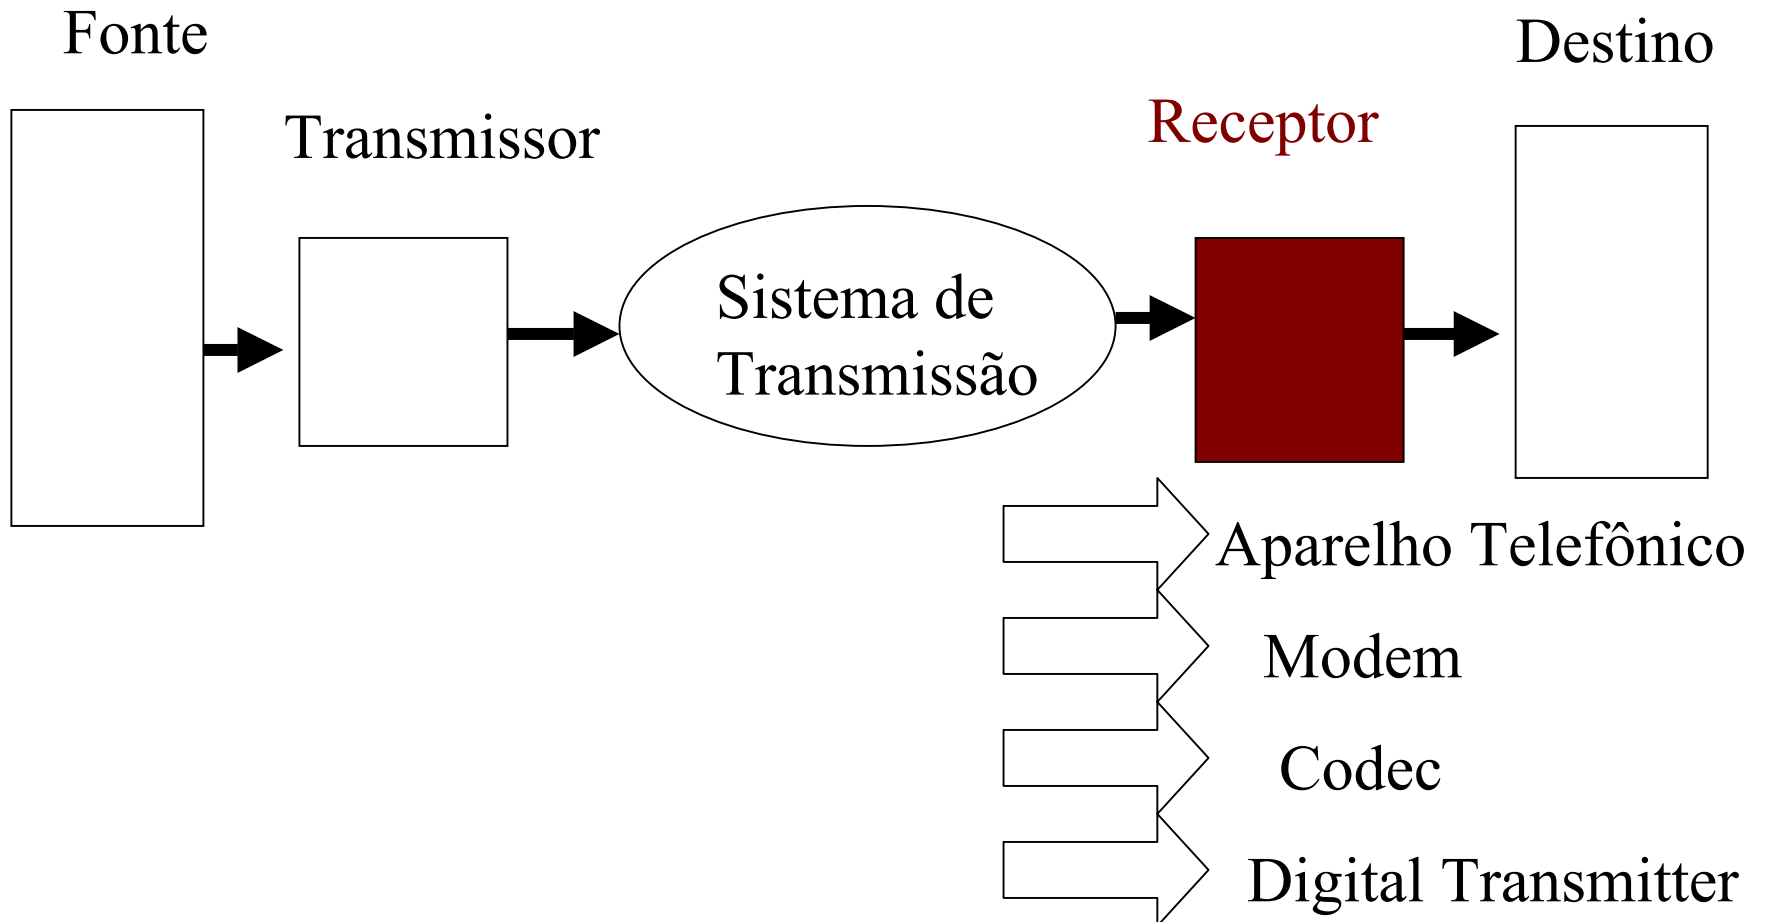 Fonte
Destino
Transmissor
Receptor
Sistema de
Transmissão
Aparelho Telefônico
Modem
Codec
Digital Transmitter